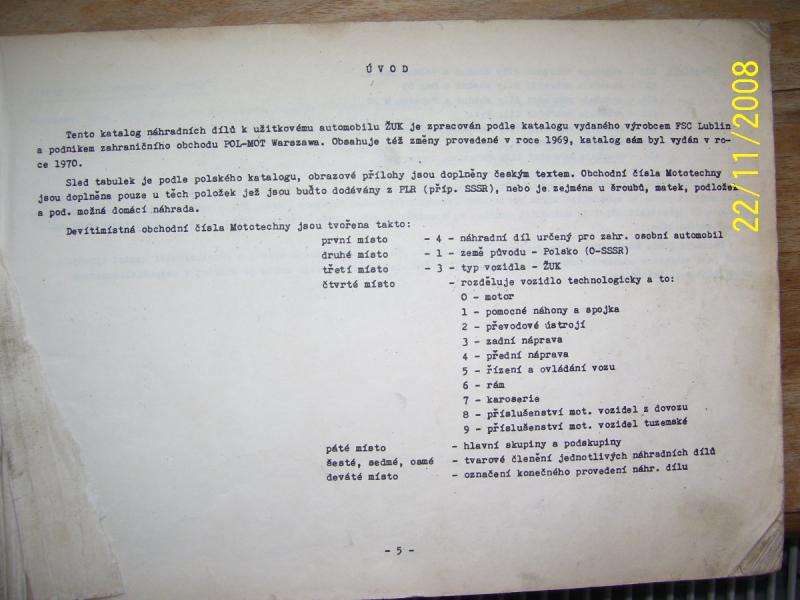 ÚVOD
Tento katalog náhradních dílů k užitkovému automobilu ŽUK je zpracován podle katalogu vydaného výrobcem FSC Lublin
a podnikem zahraničního obchodu POL-MOT Warszawa. Obsahuje též změny provedené v roce 1969, katalog sám byl vydán v ro-
ce 1970.
Sled tabulek je podle polského katalogu, obrazové přílohy jsou doplněny českým textem. Obchodní čísla Mototechny
jsou doplněna pouze u těch položek jež jsou buďto dodávány z PLR (příp. SSSR), nebo je zejména u šroubů, matek, podložek
a pod. možná domácí náhrada.
Devítimístná obchodní čísla Mototechny jsou tvořena takto:
první místo - 4 - náhradní díl určený pro zahr. osobní automobil
druhé místo - 1 - země původu - Polsko (O-SSSR)
třetí místo - 3 - typ vozidla - ŽUK
čtvrté místo - rozděluje vozidlo technologicky a to:
0 - motor
1 - pomocné náhony a spojka
2 - převodové ústrojí
3 - zadní náprava
4 - přední náprava
5 - řízení a ovládání vozu
6 - rám
7 - karoserie
8 - příslušenství mot. vozidel z dovozu
9 - příslušenství mot. vozidel tuzemské
páté místo - hlavní skupiny a podskupiny
šesté, sedmé, osmé - tvarové členění jednotlivých náhradních dílů
deváté místo - označení konečného provedení náhr. dílu
- 5 -
22/11/2008